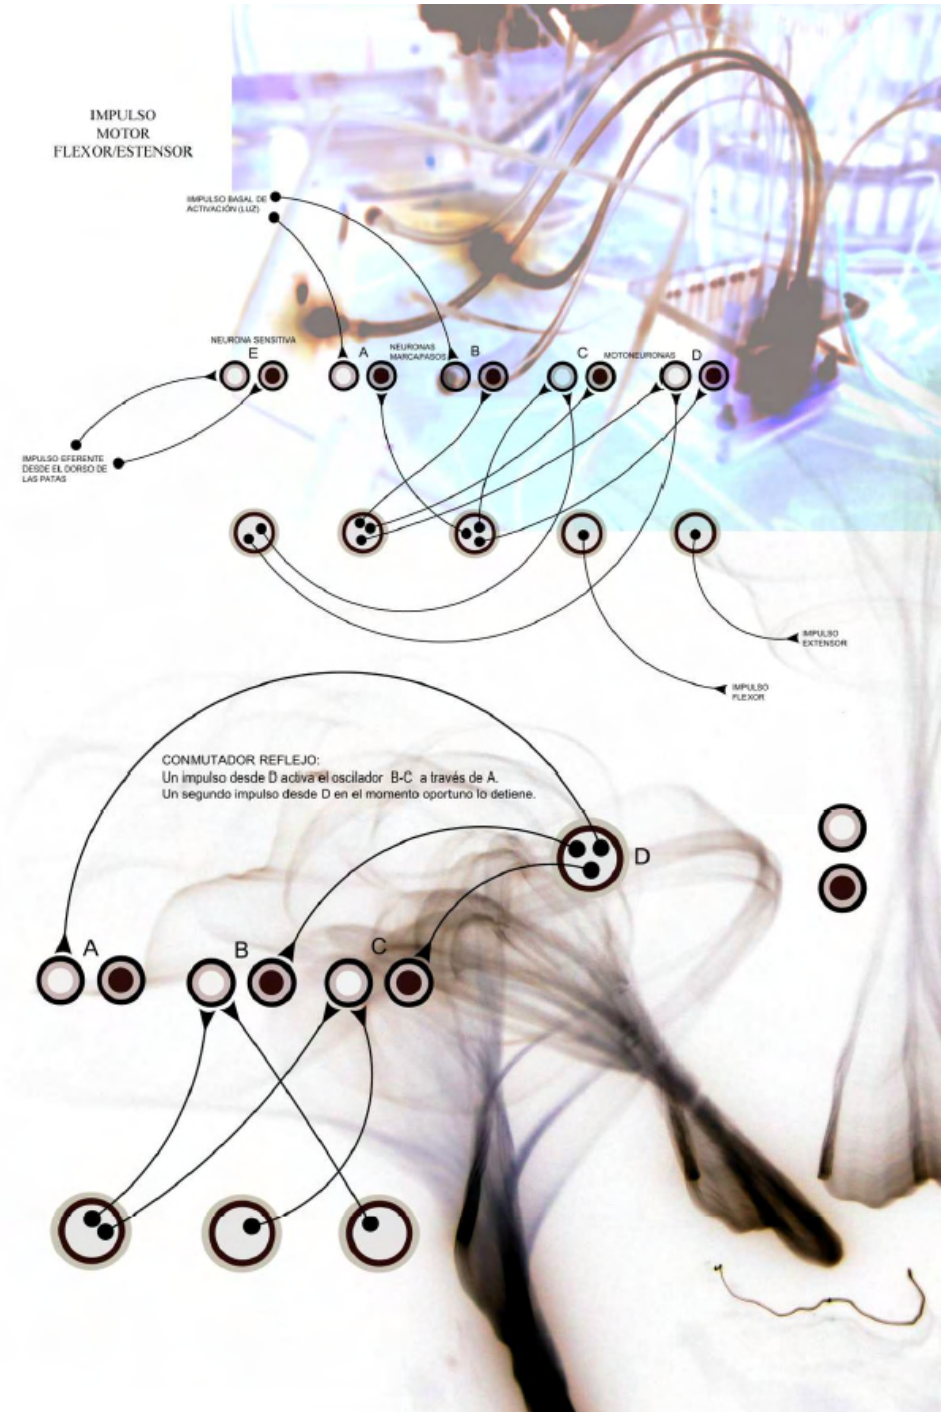 IMPULSO
MOTOR
FLEXOR/ESTENSOR
IIMPULSO BASAL DE
ACTIVACIÓN (LUZ)
NEURONA SENSITIVA
E
A
NEURONAS
MARCAPASOS
B
C
MOTONEURONAS
D
IMPULSO EFERENTE
DESDE EL DORSO DE
LAS PATAS
IMPULSO
EXTENSOR
IMPULSO
FLEXOR
CONMUTADOR REFLEJO:
Un impulso desde D activa el oscilador B-C a través de A.
Un segundo impulso desde D en el momento oportuno lo detiene.
D
A
B
C